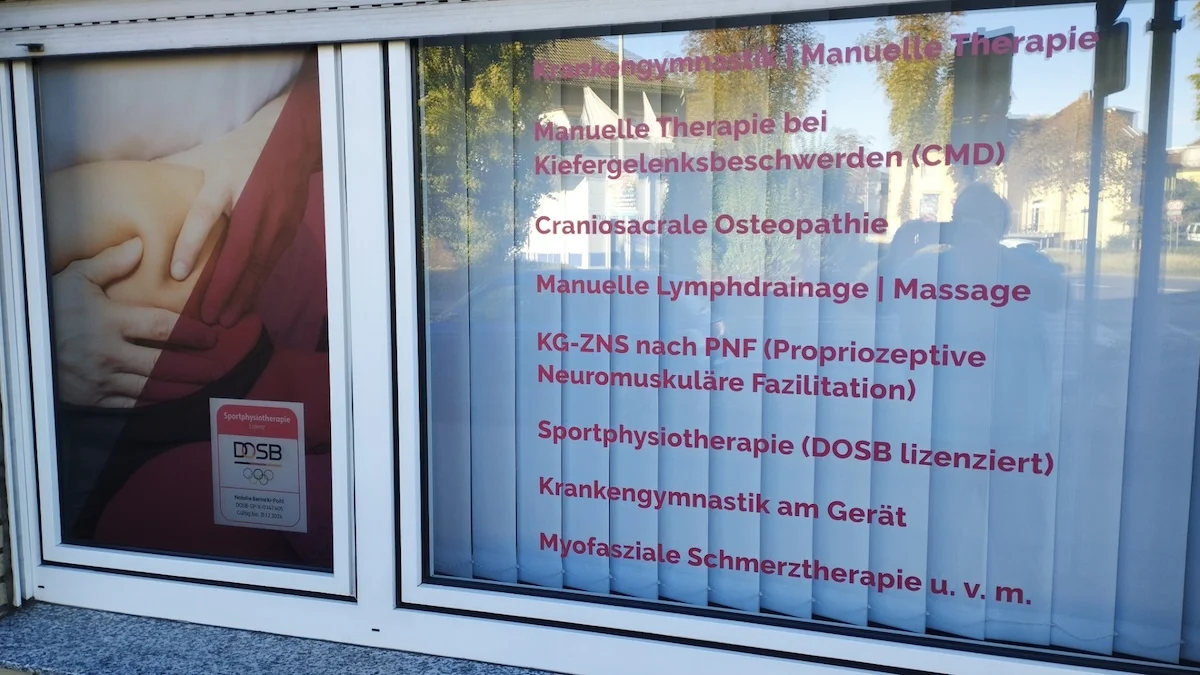 Krankengymnastik | Manuelle Therapie
Manuelle Therapie bei
Kiefergelenksbeschwerden (CMD)
Craniosacrale Osteopathie
Manuelle Lymphdrainage | Massage
KG-ZNS nach PNF (Propriozeptive
Neuromuskuläre Fazilitation)
Sportphysiotherapie (DOSB lizenziert)
Krankengymnastik am Gerät
Myofasziale Schmerztherapie u. v. m.
Sportphysiotherapie
DOSB